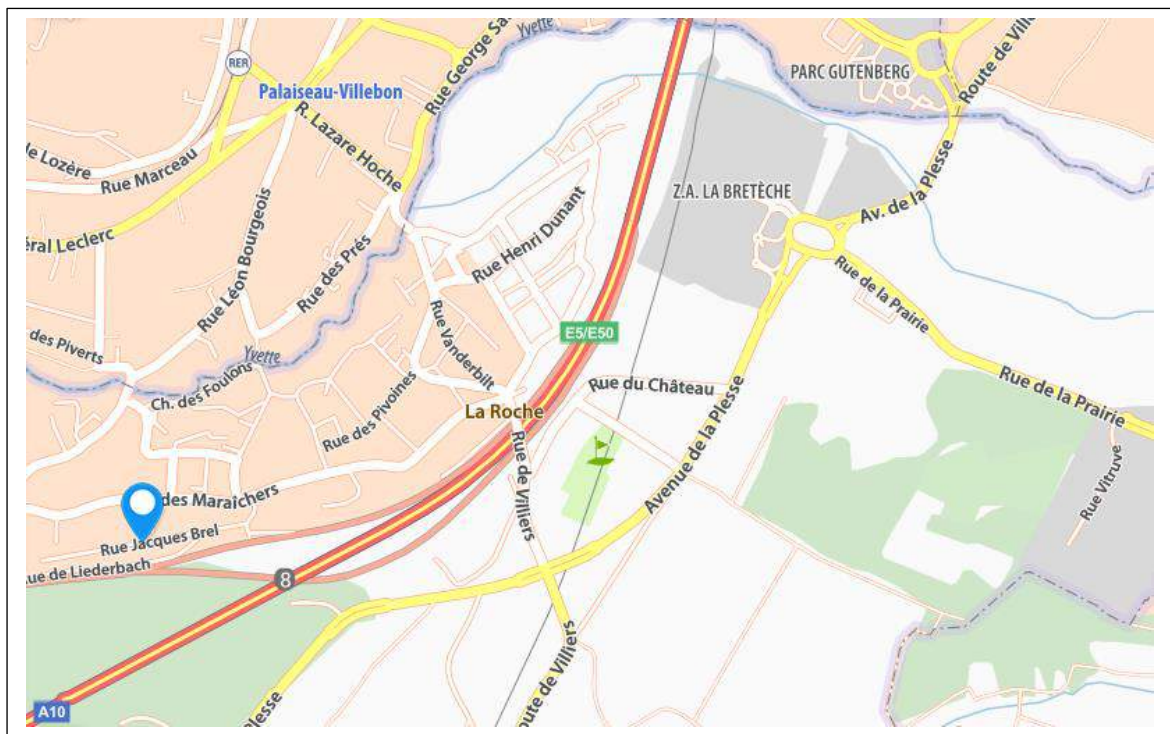 Yvette
PARC GUTENBERG
Route de Ville
RER
Palaiseau-Villebon
Rue George Sa
R. Lazare Hoche
de Lozère
Rue Marceau
Z.A. LA BRETÈCHE
Av. de la Plesse
éral Leclerc
Rue Léon Bourgeois
Rue des Prés
Rue Henri Dunant
Rue de la Prairie
E5/E50
des Piverts
Yvette
Rue Vanderbilt
Ch. des Foulons
Rue du Château
Rue de la Prairie
La Roche
Rue des Pivoines
Avenue de la Plesse
Rue de Villiers
Rue Vitruve
des Maraîchers
Rue Jacques Brel
ue de Liederbach
8
oute de Villiers
Plesse
A10